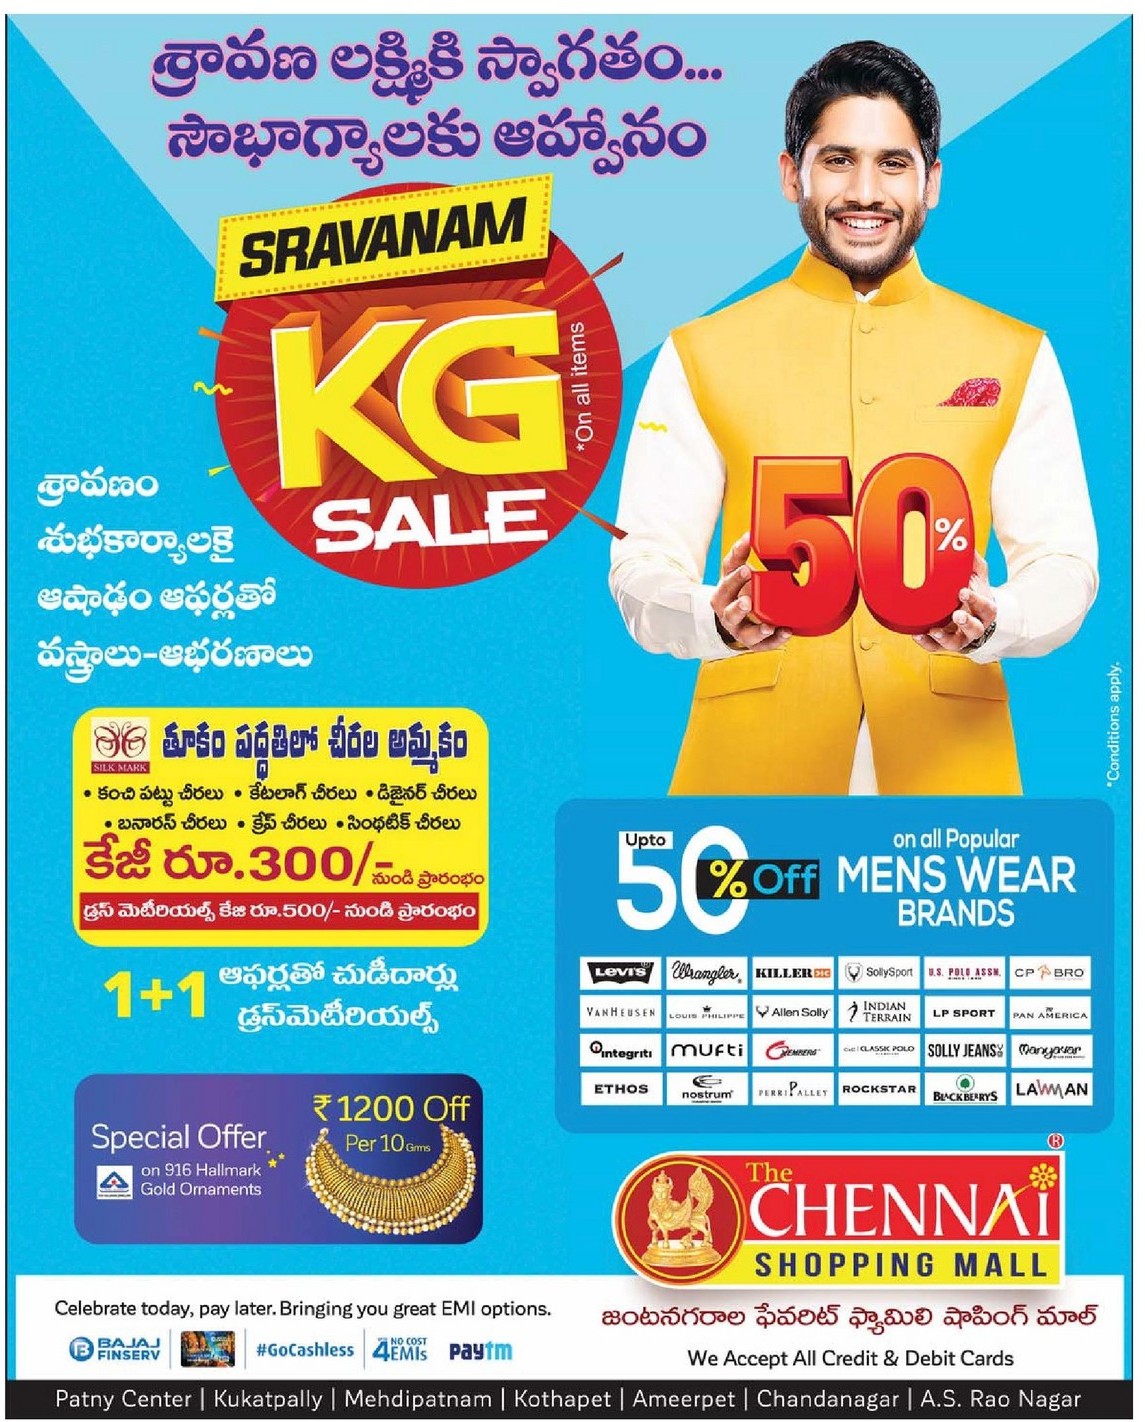 శ్రావణ లక్ష్మికి స్వాగతం...
సౌభాగ్యాలకు ఆహ్వానం
SRAVANAM
KG
SALE
*On all items
శ్రావణం
శుభకార్యాలకై
ఆషాఢం ఆఫర్లతో
వస్త్రాలు-ఆభరణాలు
50%
*Conditions apply.
SILK MARK
తూకం పద్ధతిలో చీరల అమ్మకం
• కంచి పట్టు చీరలు • కేటలాగ్ చీరలు • డిజైనర్ చీరలు
• బనారస్ చీరలు • క్రేప్ చీరలు • సింథటిక్ చీరలు
కేజీ రూ.300/- నుండి ప్రారంభం
డ్రస్ మెటీరియల్స్ కేజి రూ.500/- నుండి ప్రారంభం
1+1 ఆఫర్లతో చుడీదార్లు
డ్రస్‌మెటీరియల్స్
Special Offer
on 916 Hallmark
Gold Ornaments
₹1200 Off
Per 10 Gms
Upto
50% Off
on all Popular
MENS WEAR
BRANDS
LEVI'S Wrangler KILLER SollySport U.S. POLO ASSN. CP BRO
VAN HEUSEN LOUIS PHILIPPE Allen Solly INDIAN TERRAIN LP SPORT PAN AMERICA
integriti mufti CLASSIC POLO SOLLY JEANS Manyavar
ETHOS nostrum PERRI ALLEY ROCKSTAR BLACKBERRYS LAWMAN
The
CHENNAI
SHOPPING MALL
®
Celebrate today, pay later. Bringing you great EMI options.
BAJAJ
FINSERV
#GoCashless
NO COST
4 EMIs
paytm
జంటనగరాల ఫేవరిట్ ఫ్యామిలి షాపింగ్ మాల్
We Accept All Credit & Debit Cards
Patny Center | Kukatpally | Mehdipatnam | Kothapet | Ameerpet | Chandanagar | A.S. Rao Nagar